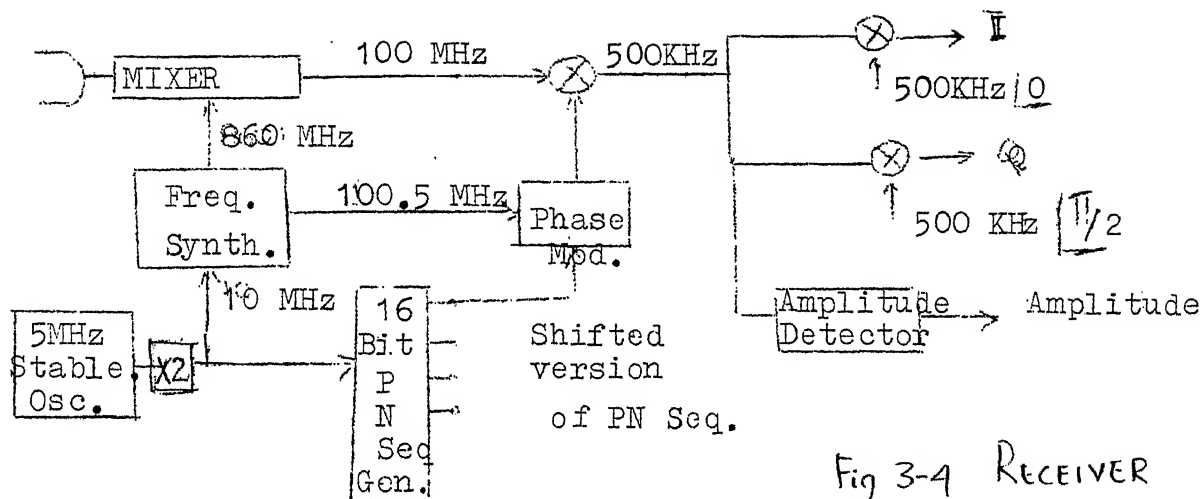 MIXER
100 MHz
500KHz
I
500KHz/0
860 MHz
Q
Freq.
Synth.
100.5 MHz
Phase
Mod.
500 KHz π/2
10 MHz
5MHz
Stable
Osc.
X2
16
Bit
P
N
Seq
Gen.
Shifted
version
of PN Seq.
Amplitude
Detector
Amplitude
Fig 3-4 RECEIVER